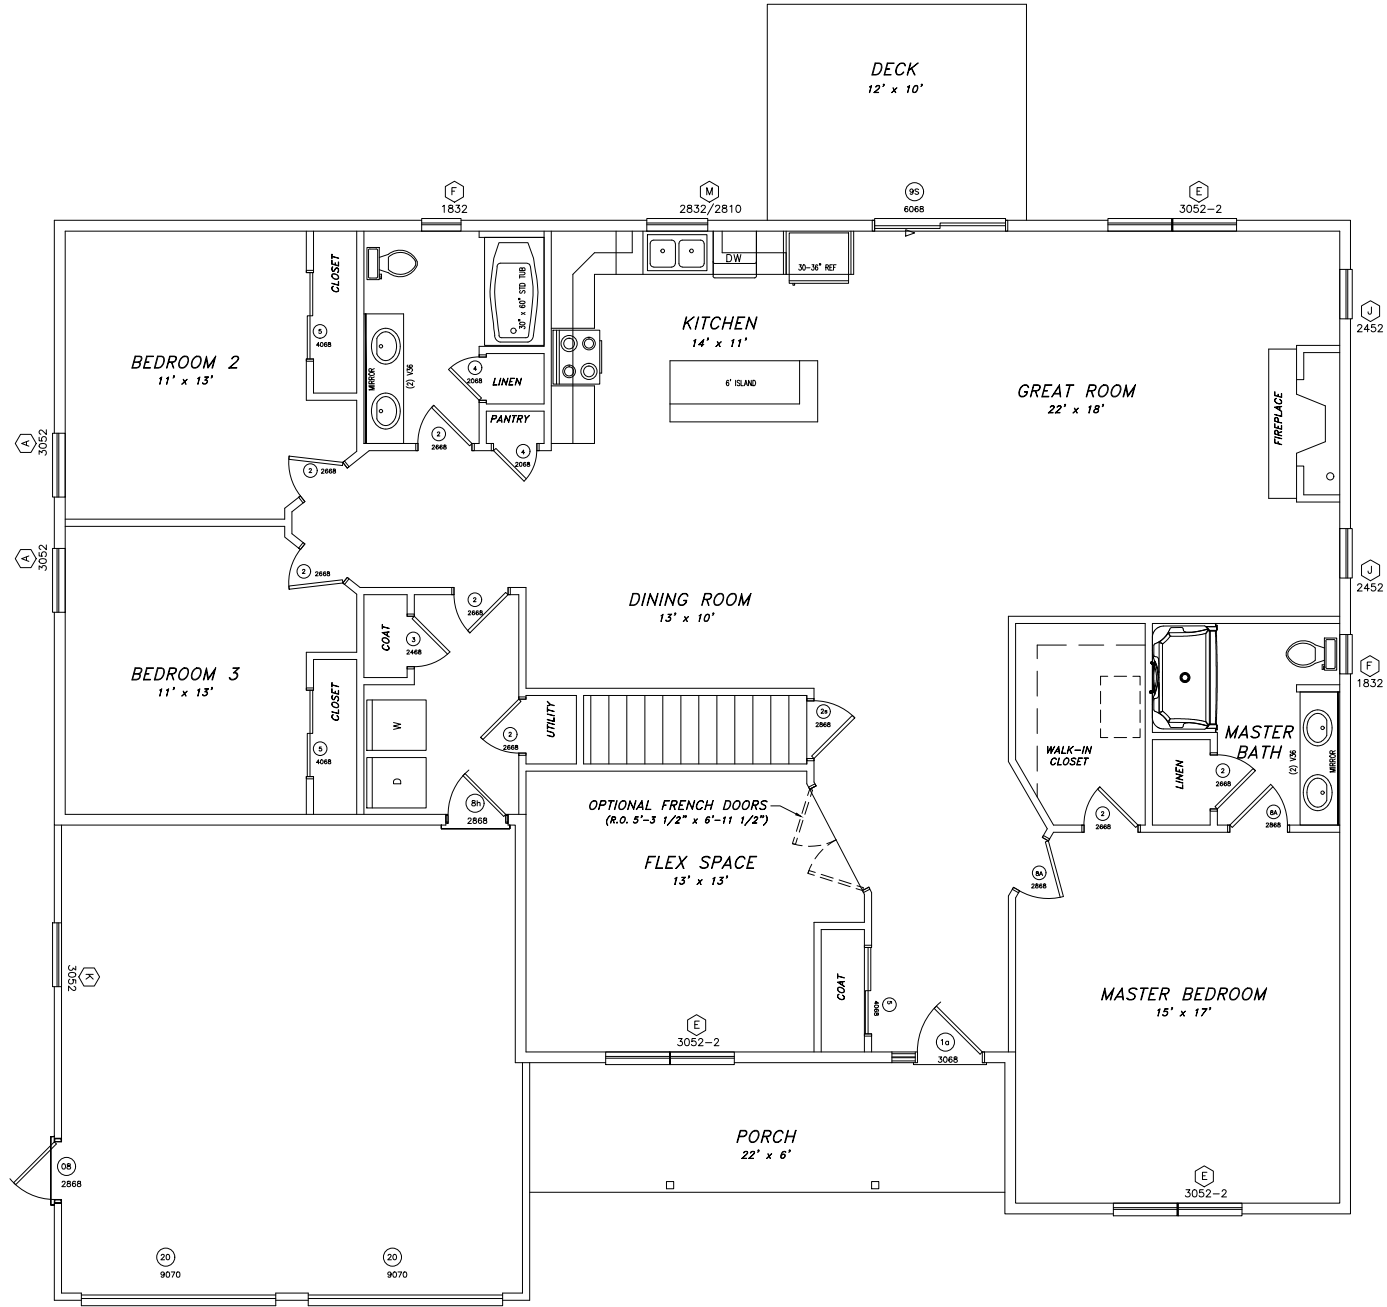 DECK
12' x 10'
F
1832
M
2832/2810
9S
6068
E
3052-2
CLOSET
5
4068
30" x 60" STD TUB
DW
30-36" REF
J
2452
KITCHEN
14' x 11'
BEDROOM 2
11' x 13'
MIRROR
(2) V36
4
2068
LINEN
6' ISLAND
GREAT ROOM
22' x 18'
FIREPLACE
PANTRY
A
3052
2
2668
2
2668
4
2068
A
3052
2
2668
J
2452
2
2668
DINING ROOM
13' x 10'
COAT
3
2468
BEDROOM 3
11' x 13'
F
1832
CLOSET
5
4068
W
D
2
2668
UTILITY
2s
2868
WALK-IN
CLOSET
MASTER
BATH
LINEN
2
2668
(2) V36
MIRROR
8h
2868
OPTIONAL FRENCH DOORS
(R.O. 5'-3 1/2" x 6'-11 1/2")
2
2668
8A
2868
FLEX SPACE
13' x 13'
8A
2868
K
3052
COAT
5
4068
MASTER BEDROOM
15' x 17'
E
3052-2
1a
3068
PORCH
22' x 6'
08
2868
E
3052-2
20
9070
20
9070